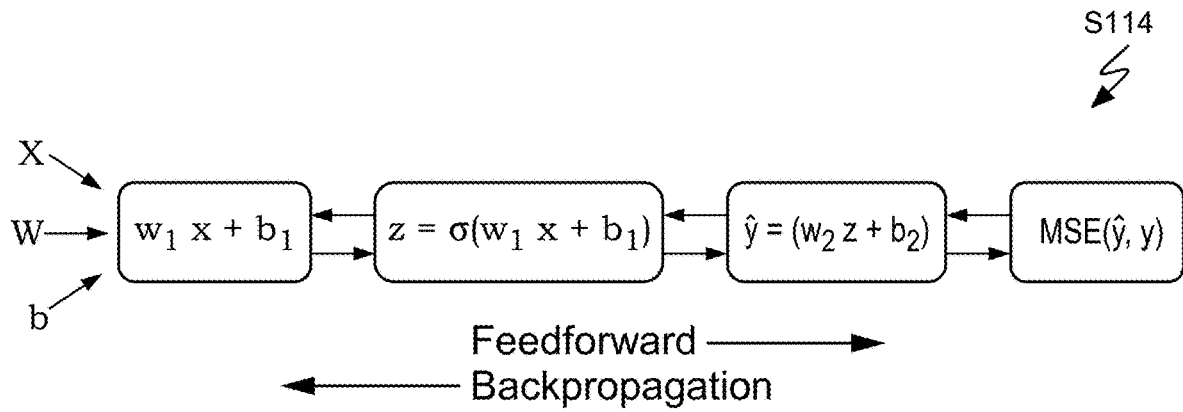 S114
X
W
b
w₁ x + b₁
z = σ(w₁ x + b₁)
ŷ = (w₂ z + b₂)
MSE(ŷ, y)
Feedforward
Backpropagation